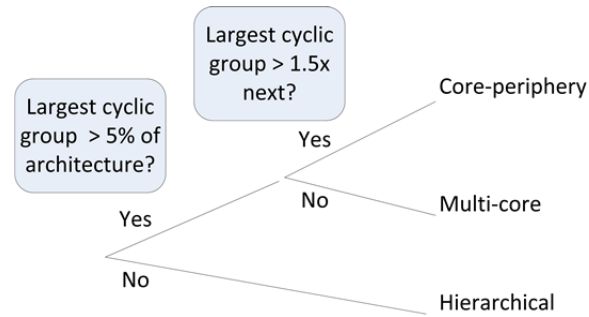 Largest cyclic
group > 1.5x
next?
Largest cyclic
group > 5% of
architecture?
Core-periphery
Yes
No
Multi-core
Yes
No
Hierarchical